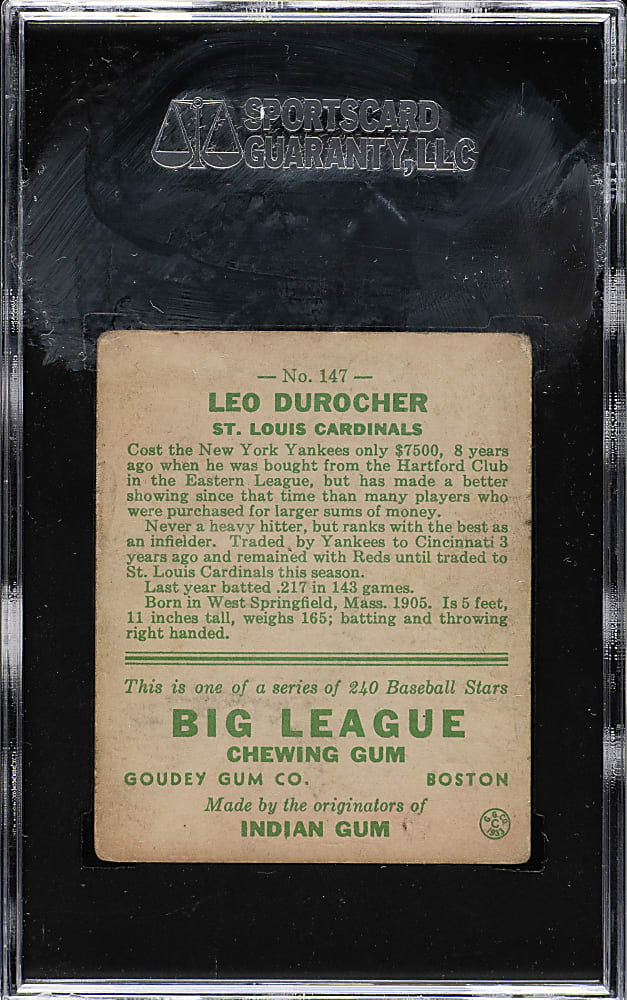 SPORTSCARD
GUARANTY, LLC
— No. 147 —
LEO DUROCHER
ST. LOUIS CARDINALS
Cost the New York Yankees only $7500, 8 years
ago when he was bought from the Hartford Club
in the Eastern League, but has made a better
showing since that time than many players who
were purchased for larger sums of money.
Never a heavy hitter, but ranks with the best as
an infielder. Traded by Yankees to Cincinnati 3
years ago and remained with Reds until traded to
St. Louis Cardinals this season.
Last year batted .217 in 143 games.
Born in West Springfield, Mass. 1905. Is 5 feet,
11 inches tall, weighs 165; batting and throwing
right handed.
This is one of a series of 240 Baseball Stars
BIG LEAGUE
CHEWING GUM
GOUDEY GUM CO. BOSTON
Made by the originators of
INDIAN GUM
G. G. CO.
C
1933